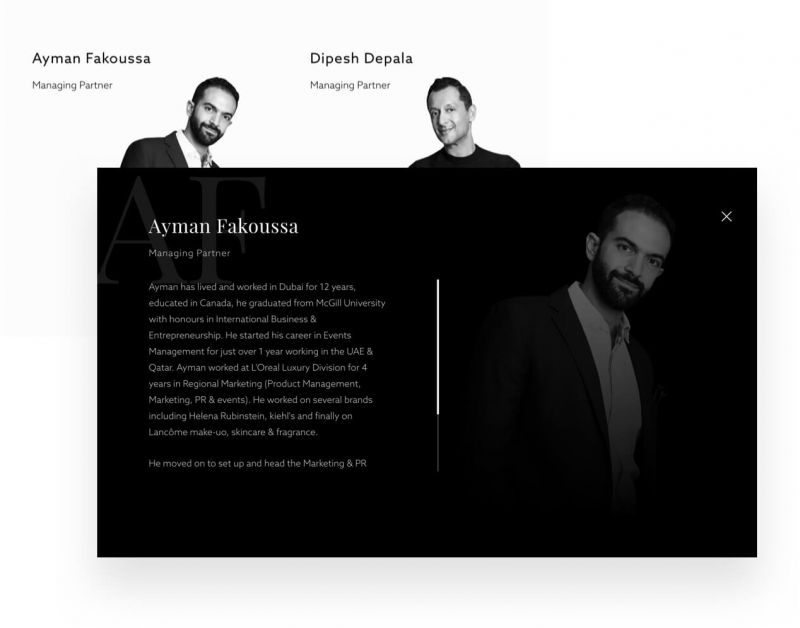 Ayman Fakoussa
Dipesh Depala
Managing Partner
Managing Partner
AF
Ayman Fakoussa
Managing Partner
Ayman has lived and worked in Dubai for 12 years,
educated in Canada, he graduated from McGill University
with honours in International Business &
Entrepreneurship. He started his career in Events
Management for just over 1 year working in the UAE &
Qatar. Ayman worked at L'Oreal Luxury Division for 4
years in Regional Marketing (Product Management,
Marketing, PR & events). He worked on several brands
including Helena Rubinstein, kiehl's and finally on
Lancôme make-uo, skincare & fragrance.
He moved on to set up and head the Marketing & PR